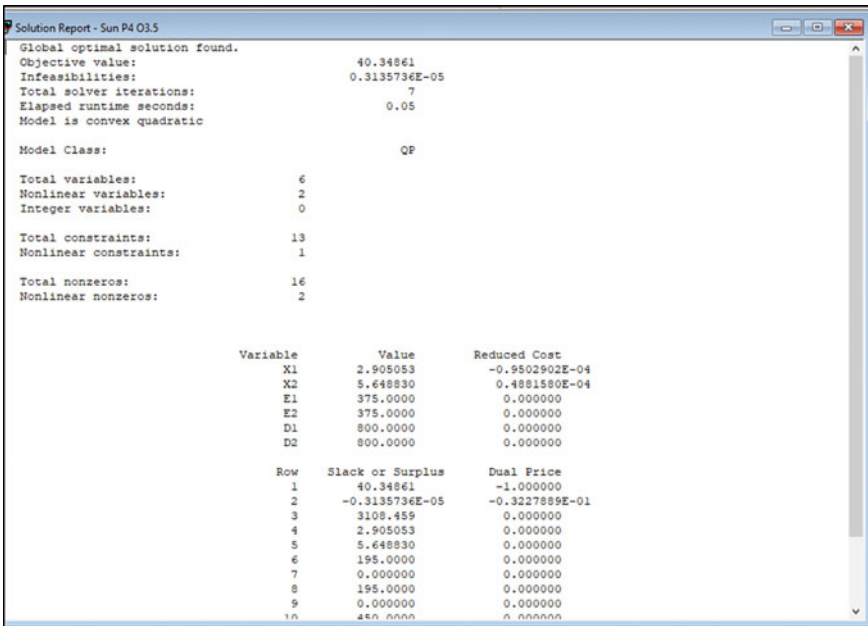 Solution Report - Sun P4 O3.5
Global optimal solution found.
Objective value: 40.34861
Infeasibilities: 0.3135736E-05
Total solver iterations: 7
Elapsed runtime seconds: 0.05
Model is convex quadratic
Model Class: QP
Total variables: 6
Nonlinear variables: 2
Integer variables: 0
Total constraints: 13
Nonlinear constraints: 1
Total nonzeros: 16
Nonlinear nonzeros: 2
Variable Value Reduced Cost
X1 2.905053 -0.9502902E-04
X2 5.648830 0.4881580E-04
E1 375.0000 0.000000
E2 375.0000 0.000000
D1 800.0000 0.000000
D2 800.0000 0.000000
Row Slack or Surplus Dual Price
1 40.34861 -1.000000
2 -0.3135736E-05 -0.3227889E-01
3 3108.459 0.000000
4 2.905053 0.000000
5 5.648830 0.000000
6 195.0000 0.000000
7 0.000000 0.000000
8 195.0000 0.000000
9 0.000000 0.000000
10 450.0000 0.000000